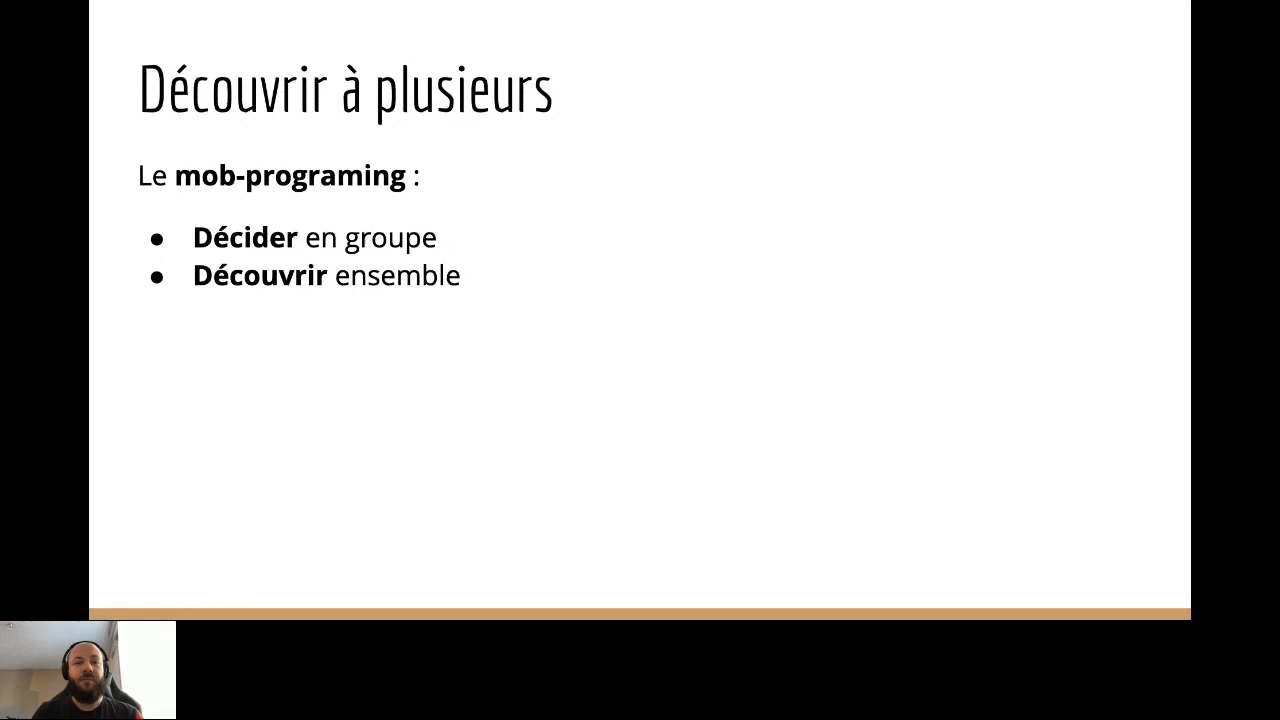 Découvrir à plusieurs
Le mob-programing :
● Décider en groupe
● Découvrir ensemble